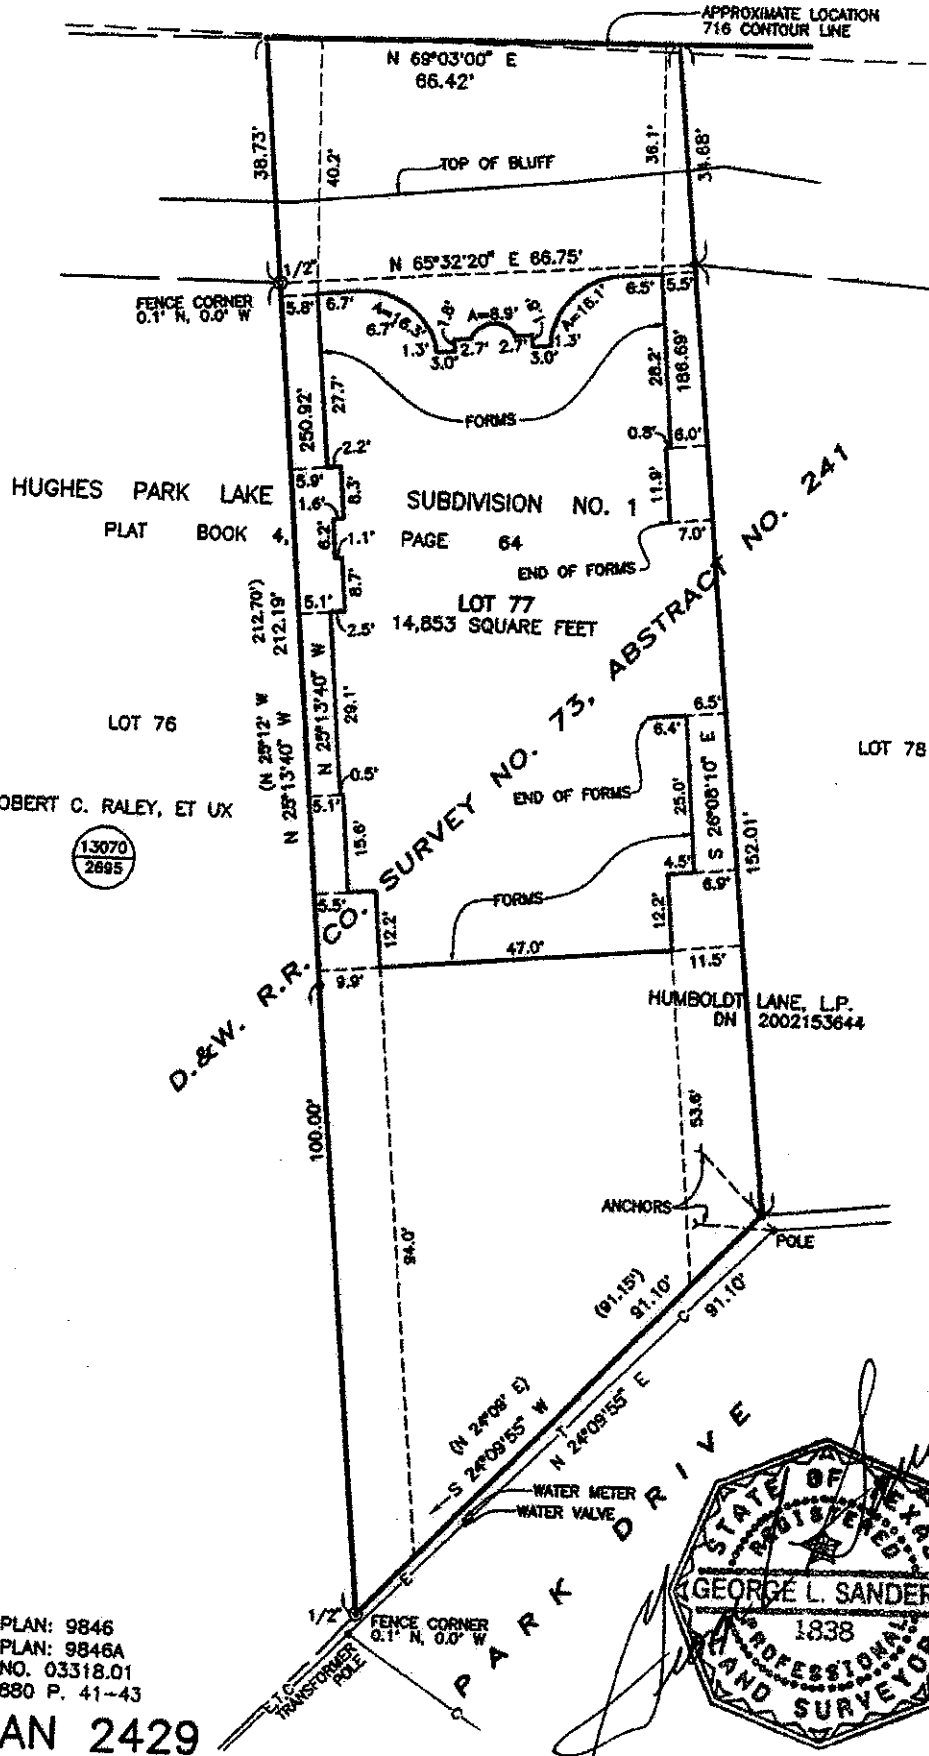 APPROXIMATE LOCATION
716 CONTOUR LINE
N 69°03'00" E
66.42'
38.73'
40.2'
36.1'
TOP OF BLUFF
1/2"
N 65°32'20" E 66.75'
FENCE CORNER
0.1' N, 0.0' W
5.8'
6.7'
A=16.3'
6.7'
1.8'
A=8.9'
A=16.1'
6.5'
5.5'
1.3'
3.0'
2.7'
2.7'
3.0'
1.3'
250.92'
27.7'
28.2'
186.69'
FORMS
2.2'
0.8'
6.0'
HUGHES PARK LAKE
SUBDIVISION NO. 1
5.9'
8.3'
1.6'
11.9'
PLAT BOOK 4,
PAGE 64
6.2'
1.1'
7.0'
END OF FORMS
8.7'
LOT 77
14,853 SQUARE FEET
5.1'
2.5'
212.70')
212.19'
LOT 76
(N 25°12' W
N 25°13'40" W
N 25°13'40" W
29.1'
6.5'
6.4'
LOT 78
0.5'
END OF FORMS
25.0'
S 26°08'10" E
152.01'
OBERT C. RALEY, ET UX
13070
2695
5.1'
15.6'
4.5'
6.9'
5.5'
FORMS
12.2'
12.2'
47.0'
11.5'
9.9'
D.&W. R.R. CO. SURVEY NO. 73, ABSTRACT NO. 241
HUMBOLDT LANE, L.P.
DN 2002153644
100.00'
53.6'
ANCHORS
POLE
94.0'
(91.15')
91.10'
91.10'
C
(N 24°09' E)
S 24°09'55" W
N 24°09'55" E
T
WATER METER
WATER VALVE
E
PARK DRIVE
1/2"
FENCE CORNER
0.1' N, 0.0' W
E,T,C
TRANSFORMER
POLE
C
STATE OF TEXA
REGISTERED
GEORGE L. SANDER
1838
PROFESSIONAL
LAND SURVEYOR
PLAN: 9846
PLAN: 9846A
NO. 03318.01
880 P. 41-43
AN 2429